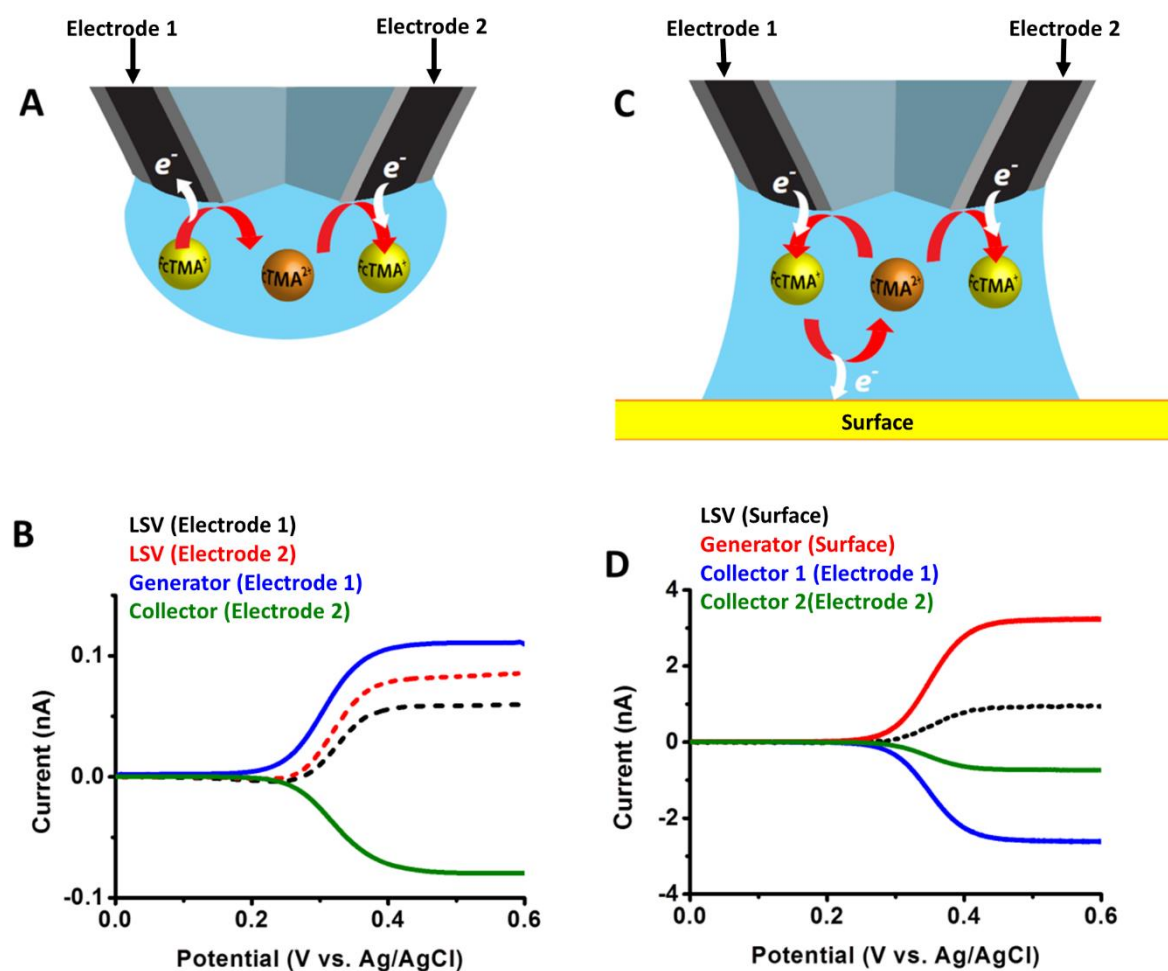 Electrode 1
Electrode 2
A
e-
e-
FcTMA+
cTMA2+
FcTMA+
Electrode 1
Electrode 2
C
e-
e-
FcTMA+
cTMA2+
FcTMA+
e-
Surface
B
LSV (Electrode 1)
LSV (Electrode 2)
Generator (Electrode 1)
Collector (Electrode 2)
0.1
0.0
-0.1
Current (nA)
0.0 0.2 0.4 0.6
Potential (V vs. Ag/AgCl)
D
LSV (Surface)
Generator (Surface)
Collector 1 (Electrode 1)
Collector 2(Electrode 2)
4
2
0
-2
-4
Current (nA)
0.0 0.2 0.4 0.6
Potential (V vs. Ag/AgCl)